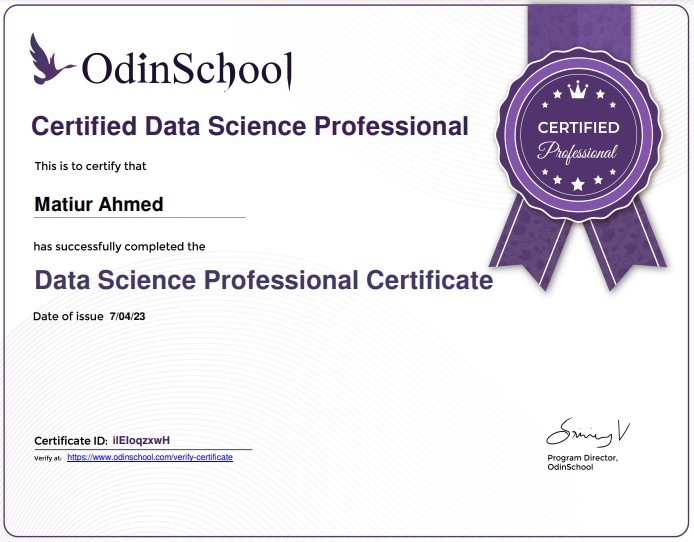 OdinSchool
Certified Data Science Professional
CERTIFIED
Professional
This is to certify that
Matiur Ahmed
has successfully completed the
Data Science Professional Certificate
Date of issue 7/04/23
Certificate ID: ilEIoqzxwH
Verify at: https://www.odinschool.com/verify-certificate
Program Director,
OdinSchool